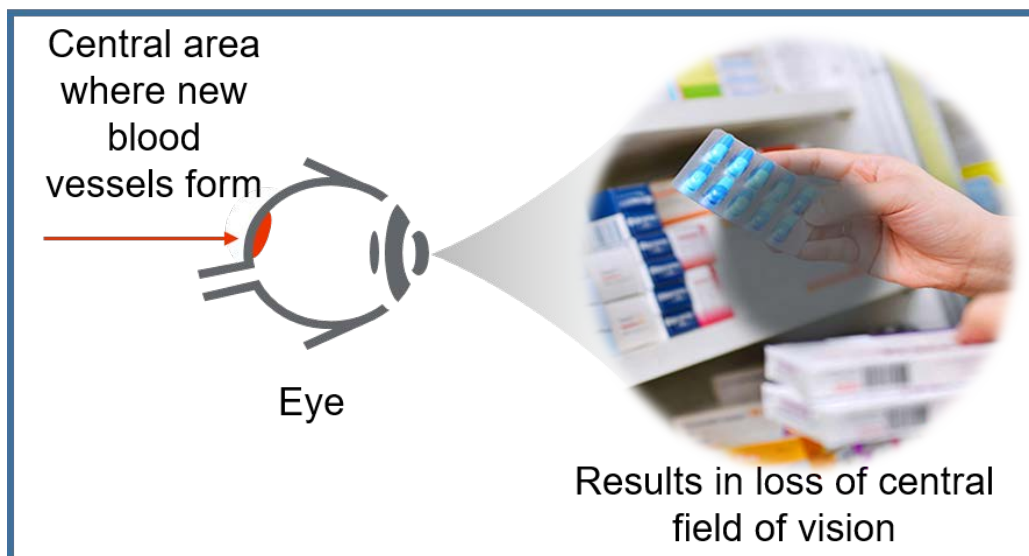 Central area
where new
blood
vessels form
Eye
Results in loss of central
field of vision